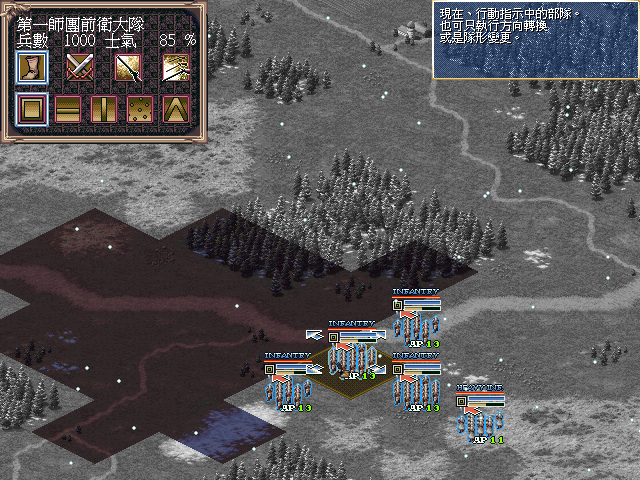 第一師團前衛大隊
兵數 1000 士氣 85 %
現在、行動指示中的部隊。
也可只執行方向轉換
或是隊形變更。
INFANTRY
AP 13
INFANTRY
AP 13
INFANTRY
AP 13
INFANTRY
AP 13
HEAVY INF
AP 11